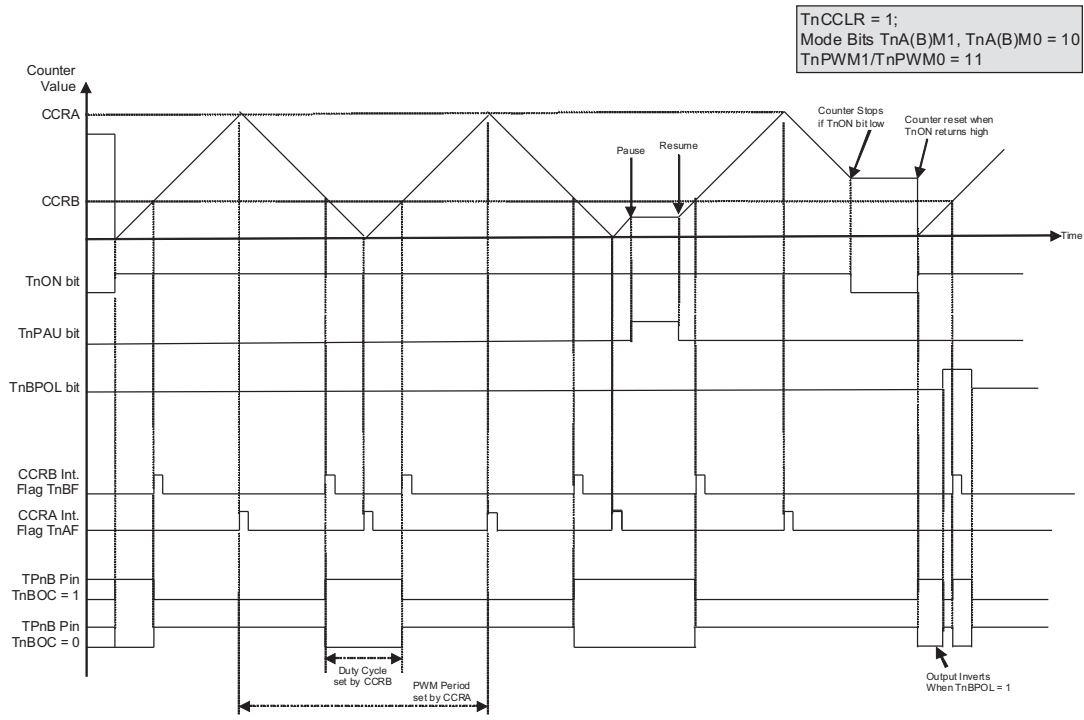 TnCCLR = 1;
Mode Bits TnA(B)M1, TnA(B)M0 = 10
TnPWM1/TnPWM0 = 11
Counter
Value
CCRA
Counter Stops
if TnON bit low
Counter reset when
TnON returns high
Pause
Resume
CCRB
Time
TnON bit
TnPAU bit
TnBPOL bit
CCRB Int.
Flag TnBF
CCRA Int.
Flag TnAF
TPnB Pin
TnBOC = 1
TPnB Pin
TnBOC = 0
Duty Cycle
set by CCRB
PWM Period
set by CCRA
Output Inverts
When TnBPOL = 1